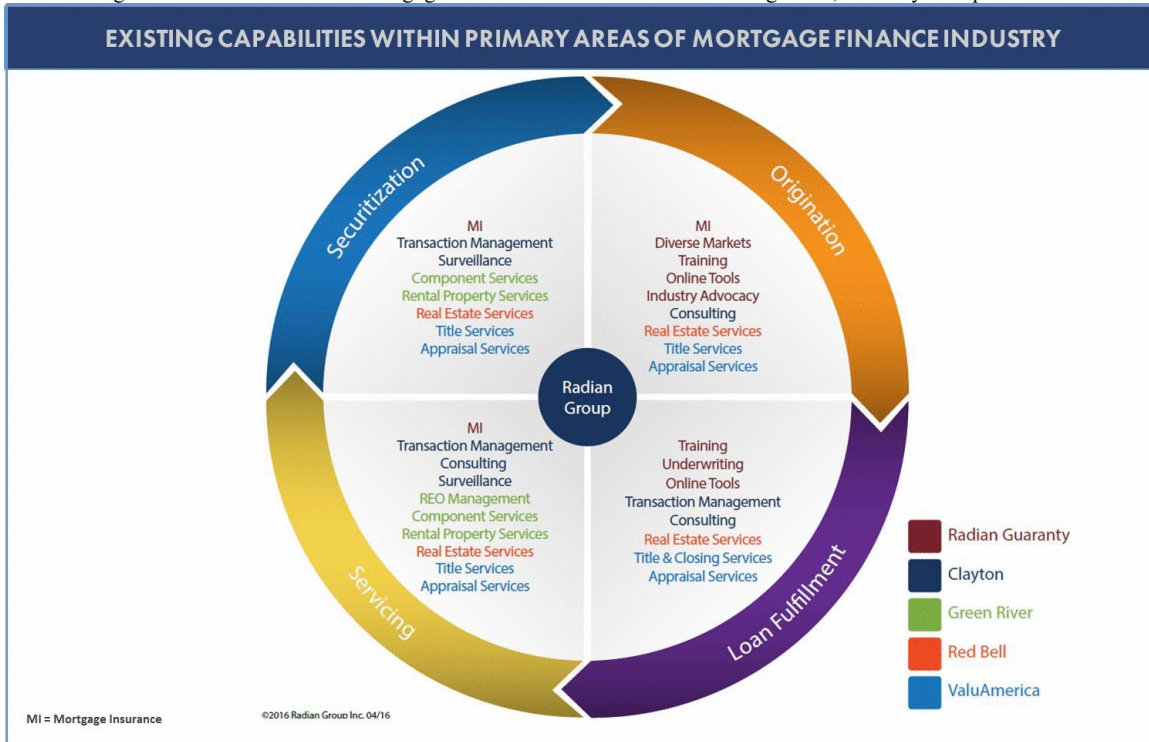 EXISTING CAPABILITIES WITHIN PRIMARY AREAS OF MORTGAGE FINANCE INDUSTRY
Securitization
MI
Transaction Management
Surveillance
Component Services
Rental Property Services
Real Estate Services
Title Services
Appraisal Services
Origination
MI
Diverse Markets
Training
Online Tools
Industry Advocacy
Consulting
Real Estate Services
Title Services
Appraisal Services
Radian
Group
Servicing
MI
Transaction Management
Consulting
Surveillance
REO Management
Component Services
Rental Property Services
Real Estate Services
Title Services
Appraisal Services
Loan Fulfillment
Training
Underwriting
Online Tools
Transaction Management
Consulting
Real Estate Services
Title & Closing Services
Appraisal Services
Radian Guaranty
Clayton
Green River
Red Bell
ValuAmerica
MI = Mortgage Insurance
©2016 Radian Group Inc. 04/16